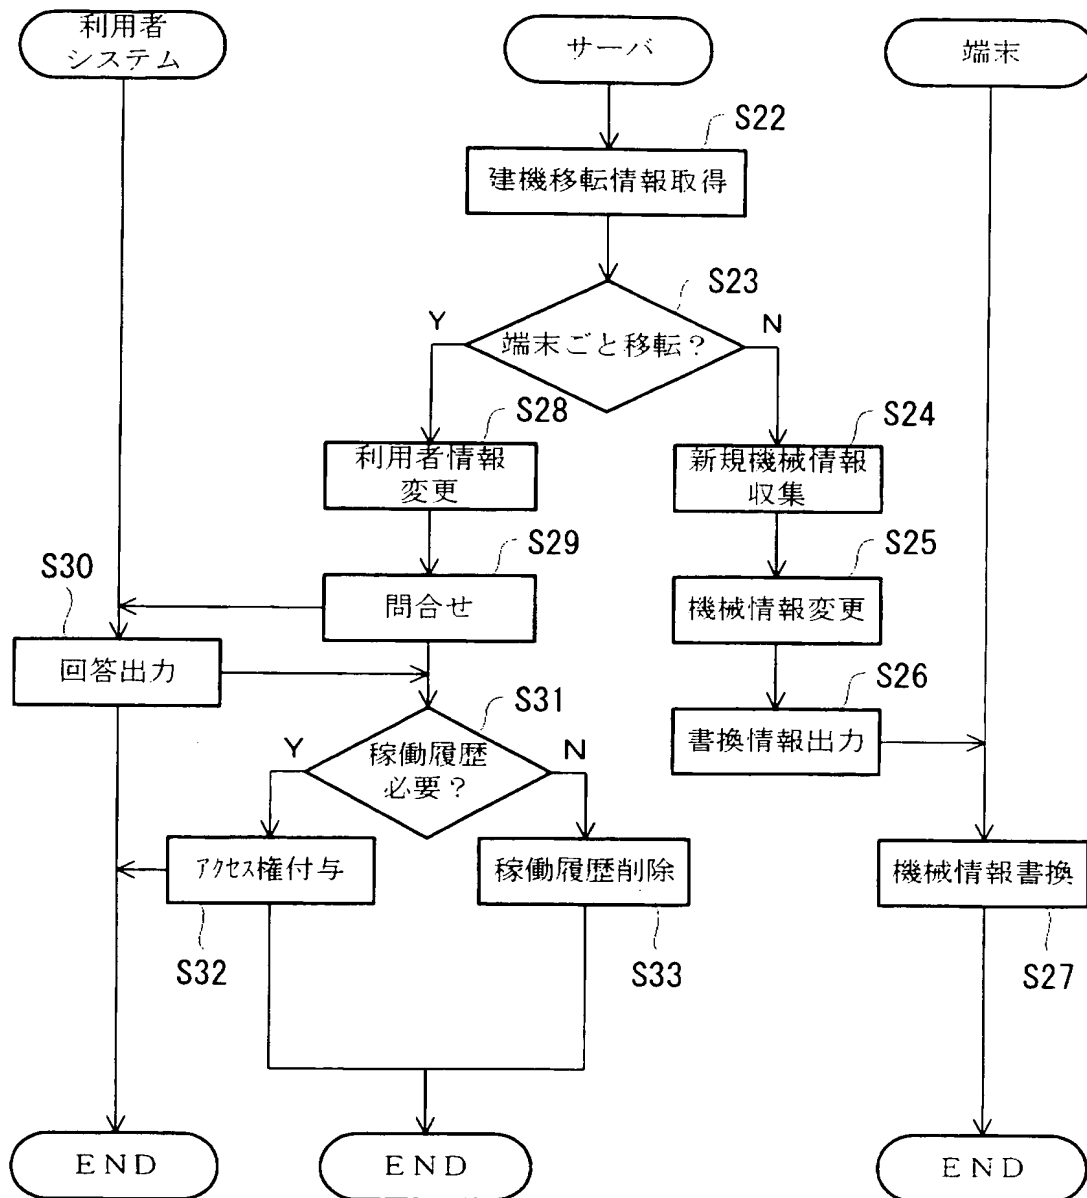 利用者
システム
サーバ
端末
S22
建機移転情報取得
S23
Y
端末ごと移転?
N
S28
利用者情報
変更
S24
新規機械情報
収集
S29
問合せ
S25
機械情報変更
S30
回答出力
S26
書換情報出力
S31
Y
稼働履歴
必要?
N
アクセス権付与
S32
稼働履歴削除
S33
機械情報書換
S27
END
END
END